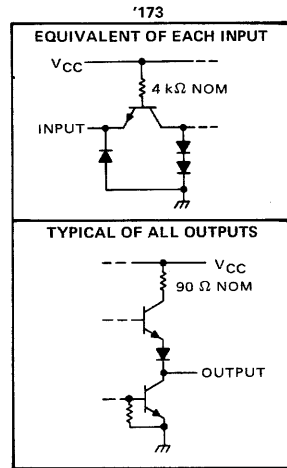 '173
EQUIVALENT OF EACH INPUT
VCC
4 kΩ NOM
INPUT
TYPICAL OF ALL OUTPUTS
VCC
90 Ω NOM
OUTPUT